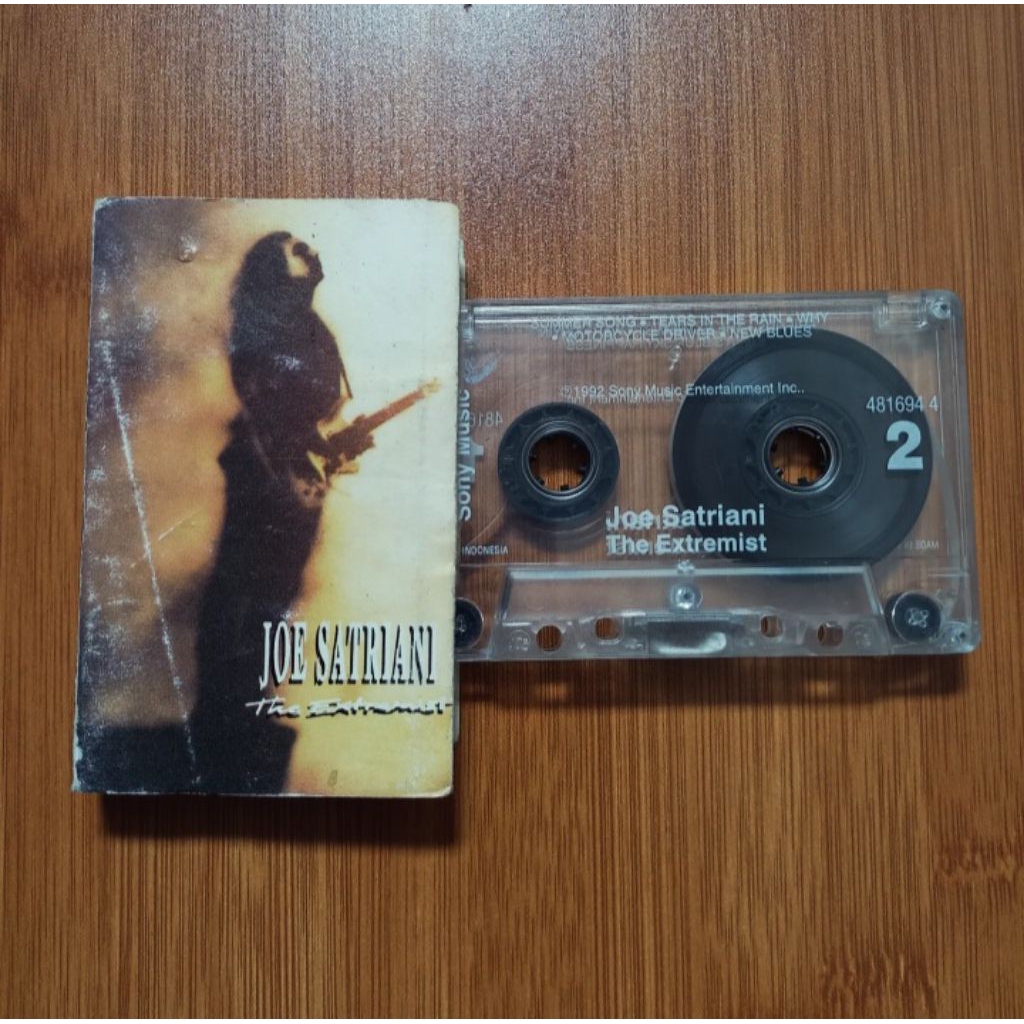 JOE SATRIANI
The Extremist
SUMMER SONG • TEARS IN THE RAIN • WHY
• MOTORCYCLE DRIVER • NEW BLUES
℗1992 Sony Music Entertainment Inc..
481694 4
2
Sony Music
Joe Satriani
The Extremist
INDONESIA